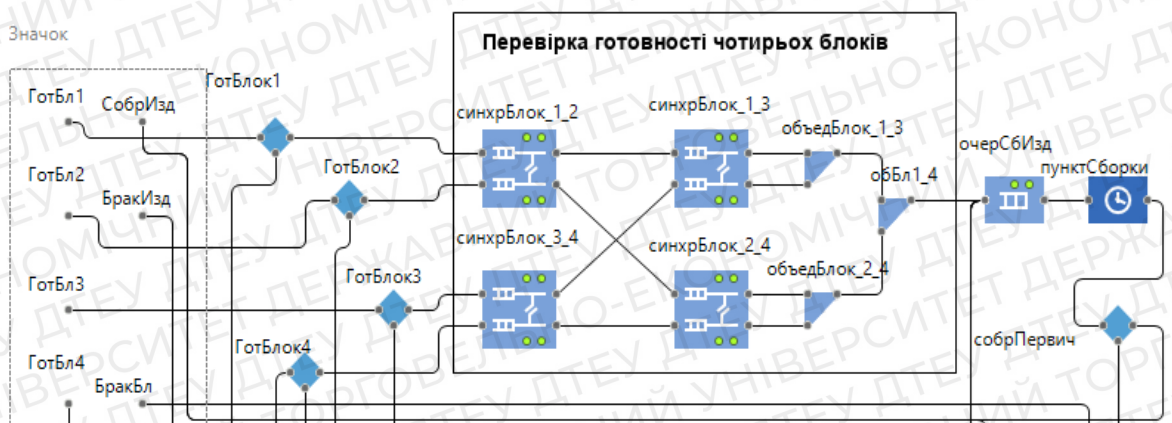 Значок
Перевірка готовності чотирьох блоків
ГотБл1
СобрИзд
ГотБлок1
синхрБлок_1_2
синхрБлок_1_3
объедБлок_1_3
очерСбИзд
ГотБл2
ГотБлок2
обБл1_4
пунктСборки
БракИзд
синхрБлок_3_4
синхрБлок_2_4
ГотБл3
ГотБлок3
объедБлок_2_4
ГотБл4
ГотБлок4
собрПервич
БракБл